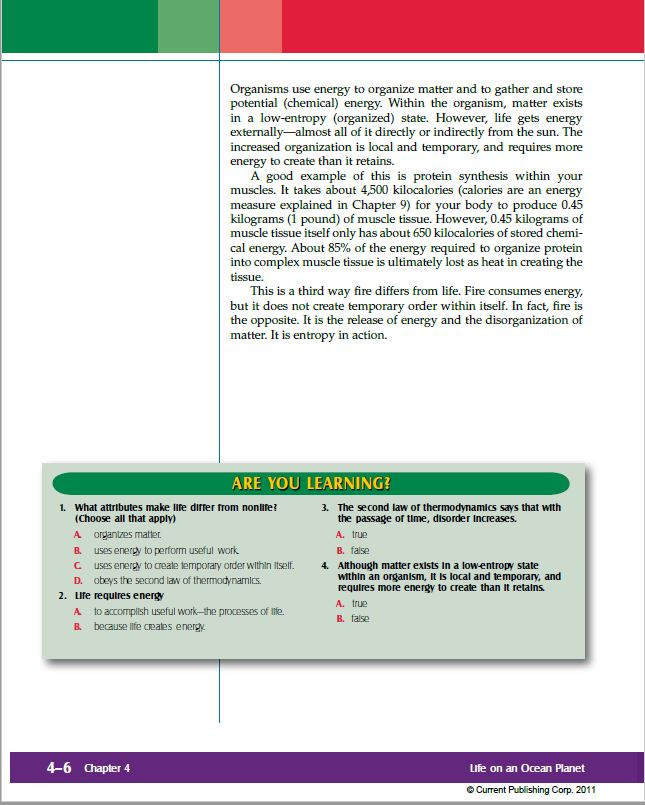 Organisms use energy to organize matter and to gather and store
potential (chemical) energy. Within the organism, matter exists
in a low-entropy (organized) state. However, life gets energy
externally—almost all of it directly or indirectly from the sun. The
increased organization is local and temporary, and requires more
energy to create than it retains.
A good example of this is protein synthesis within your
muscles. It takes about 4,500 kilocalories (calories are an energy
measure explained in Chapter 9) for your body to produce 0.45
kilograms (1 pound) of muscle tissue. However, 0.45 kilograms of
muscle tissue itself only has about 650 kilocalories of stored chemi-
cal energy. About 85% of the energy required to organize protein
into complex muscle tissue is ultimately lost as heat in creating the
tissue.
This is a third way fire differs from life. Fire consumes energy,
but it does not create temporary order within itself. In fact, fire is
the opposite. It is the release of energy and the disorganization of
matter. It is entropy in action.
ARE YOU LEARNING?
1. What attributes make life differ from nonlife?
(Choose all that apply)
A. organizes matter.
B. uses energy to perform useful work.
C. uses energy to create temporary order within itself.
D. obeys the second law of thermodynamics.
2. Life requires energy
A. to accomplish useful work—the processes of life.
B. because life creates energy.
3. The second law of thermodynamics says that with
the passage of time, disorder increases.
A. true
B. false
4. Although matter exists in a low-entropy state
within an organism, it is local and temporary, and
requires more energy to create than it retains.
A. true
B. false
4–6 Chapter 4
Life on an Ocean Planet
© Current Publishing Corp. 2011